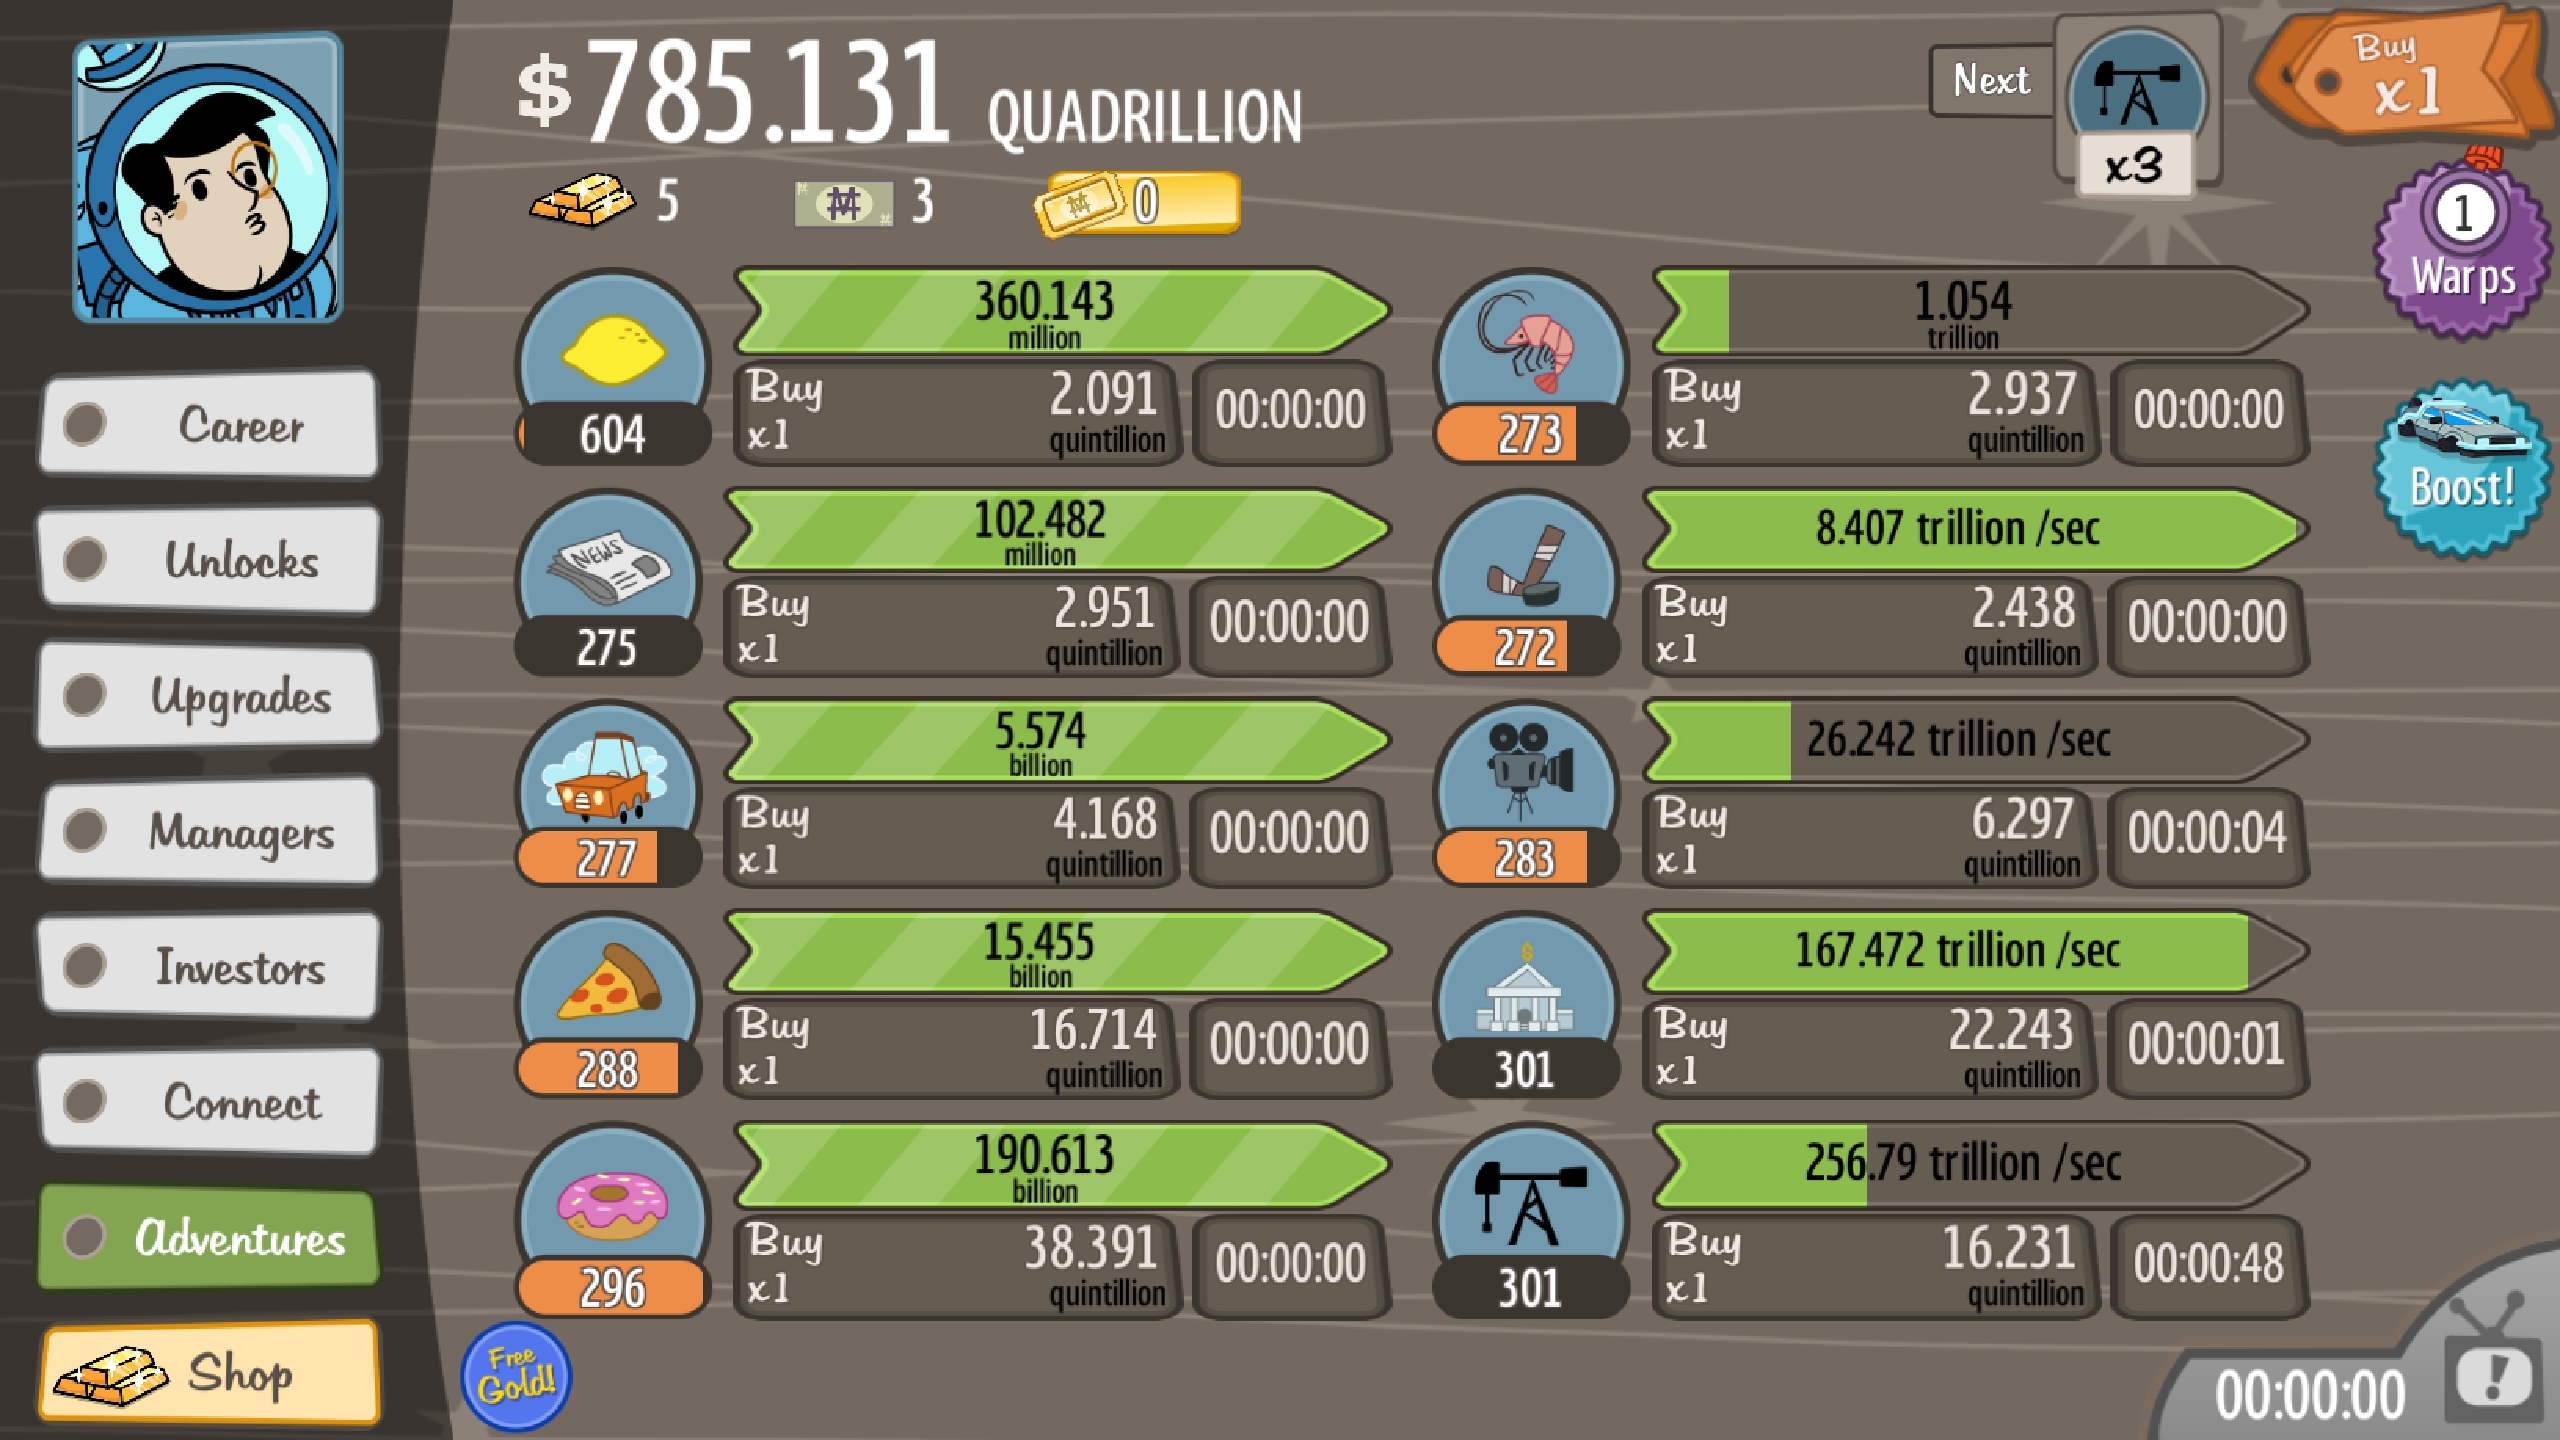 $785.131 QUADRILLION
5
3
0
Next
x3
Buy
x1
1
Warps
Boost!
Career
Unlocks
Upgrades
Managers
Investors
Connect
Adventures
Shop
360.143
million
604
Buy
x1
2.091
quintillion
00:00:00
NEWS
102.482
million
275
Buy
x1
2.951
quintillion
00:00:00
5.574
billion
277
Buy
x1
4.168
quintillion
00:00:00
15.455
billion
288
Buy
x1
16.714
quintillion
00:00:00
190.613
billion
296
Buy
x1
38.391
quintillion
00:00:00
1.054
trillion
273
Buy
x1
2.937
quintillion
00:00:00
8.407 trillion /sec
272
Buy
x1
2.438
quintillion
00:00:00
26.242 trillion /sec
283
Buy
x1
6.297
quintillion
00:00:04
167.472 trillion /sec
301
Buy
x1
22.243
quintillion
00:00:01
256.79 trillion /sec
301
Buy
x1
16.231
quintillion
00:00:48
Free
Gold!
00:00:00
!